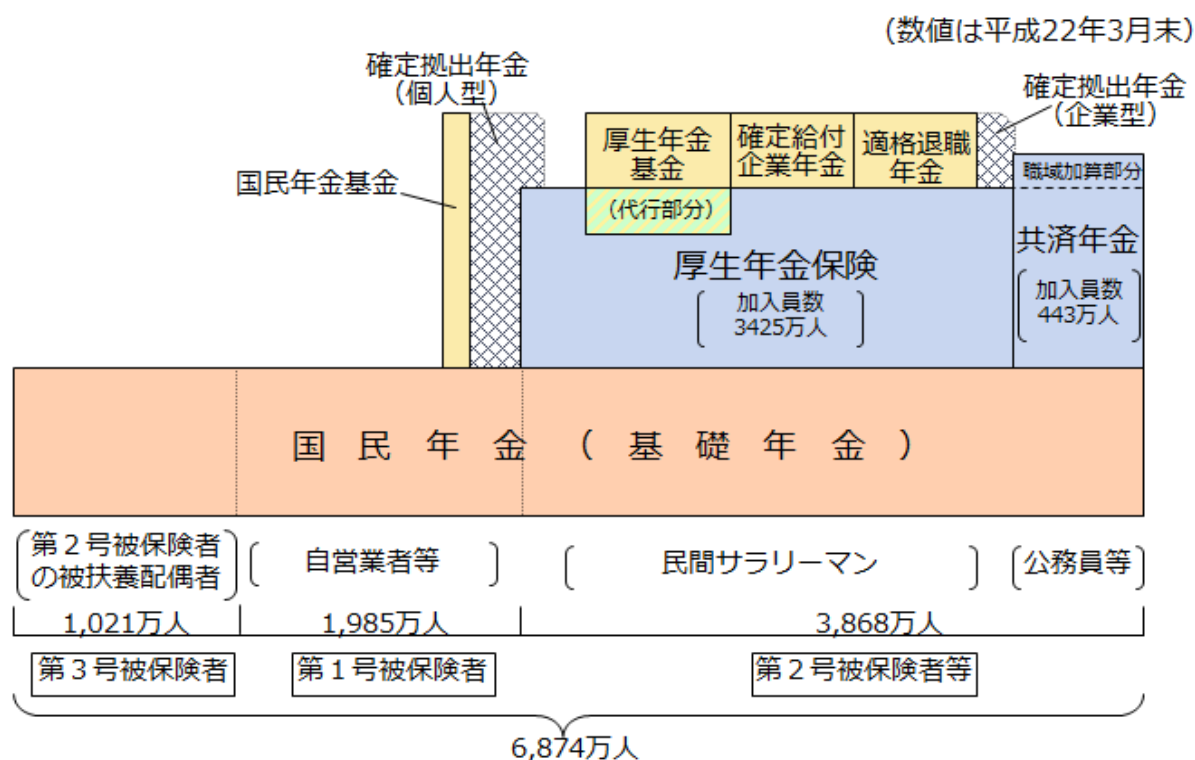 (数値は平成22年3月末)
確定拠出年金
(個人型)
確定拠出年金
(企業型)
国民年金基金
厚生年金
基金
確定給付
企業年金
適格退職
年金
職域加算部分
(代行部分)
厚生年金保険
加入員数
3425万人
共済年金
加入員数
443万人
国民年金(基礎年金)
第2号被保険者
の被扶養配偶者
自営業者等
民間サラリーマン
公務員等
1,021万人
1,985万人
3,868万人
第3号被保険者
第1号被保険者
第2号被保険者等
6,874万人